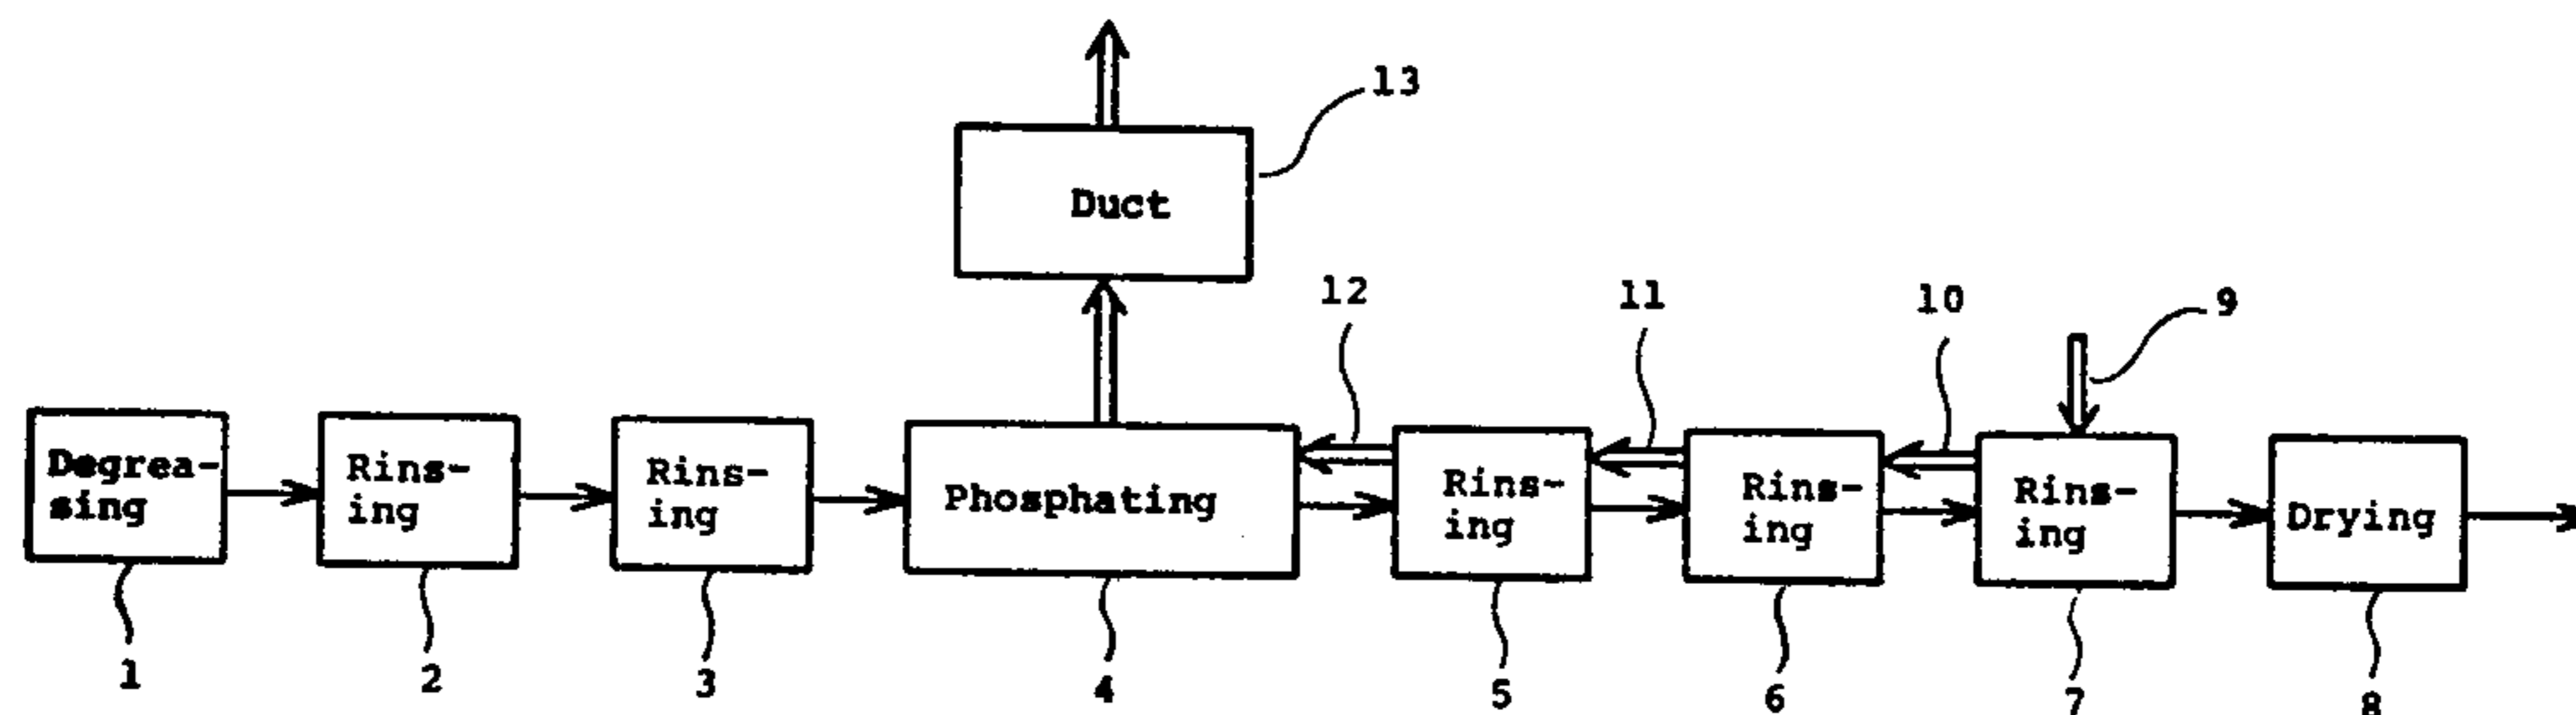 13
Duct
12
11
10
9
Degrea-
sing
Rins-
ing
Rins-
ing
Phosphating
Rins-
ing
Rins-
ing
Rins-
ing
Drying
1
2
3
4
5
6
7
8